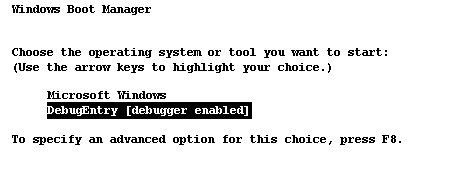 Windows Boot Manager
Choose the operating system or tool you want to start:
(Use the arrow keys to highlight your choice.)
Microsoft Windows
DebugEntry [debugger enabled]
To specify an advanced option for this choice, press F8.